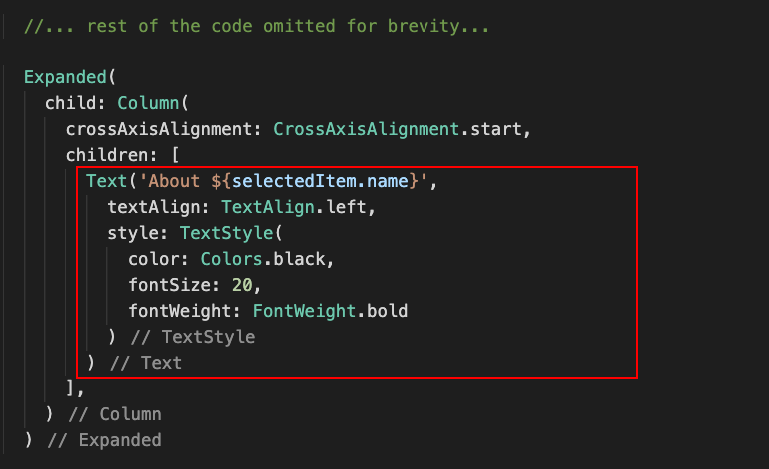 //... rest of the code omitted for brevity...
Expanded(
child: Column(
crossAxisAlignment: CrossAxisAlignment.start,
children: [
Text('About ${selectedItem.name}',
textAlign: TextAlign.left,
style: TextStyle(
color: Colors.black,
fontSize: 20,
fontWeight: FontWeight.bold
) // TextStyle
) // Text
],
) // Column
) // Expanded